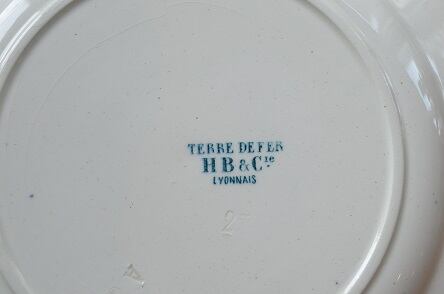 TERRE DE FER
H B & Cie
LYONNAIS
2
A